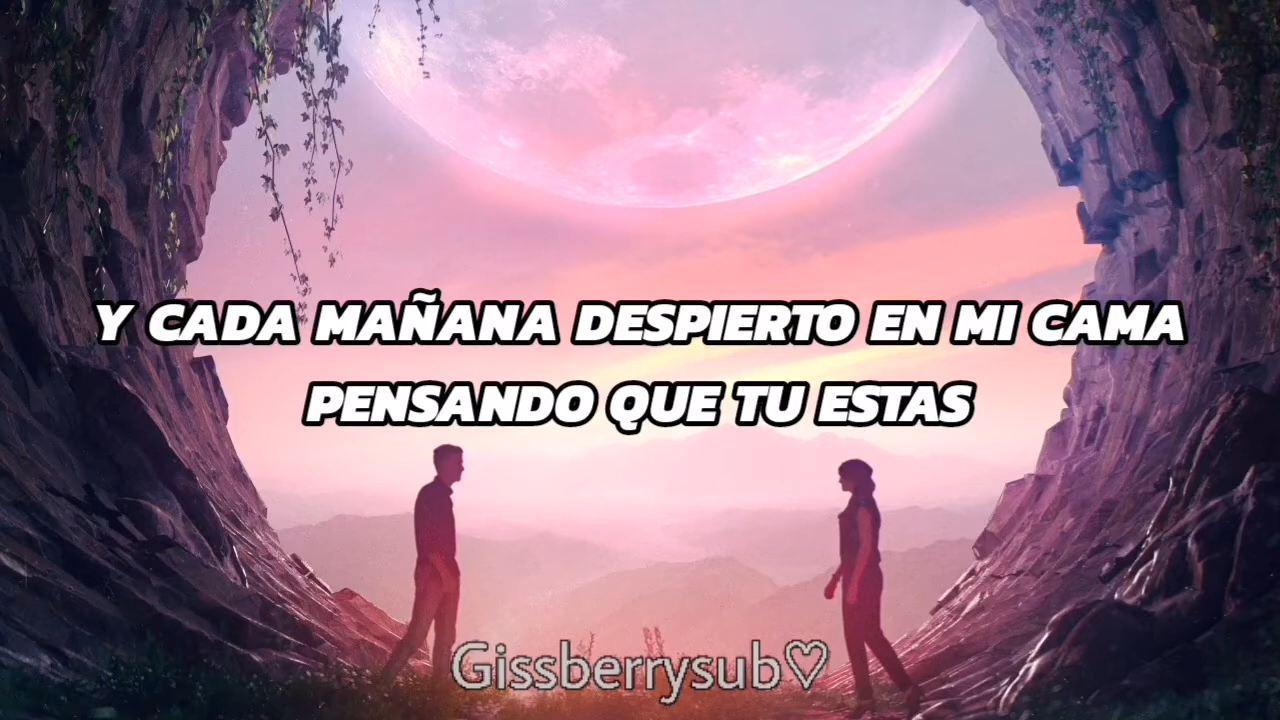 Y CADA MAÑANA DESPIERTO EN MI CAMA
PENSANDO QUE TU ESTAS
Gissberrysub♡